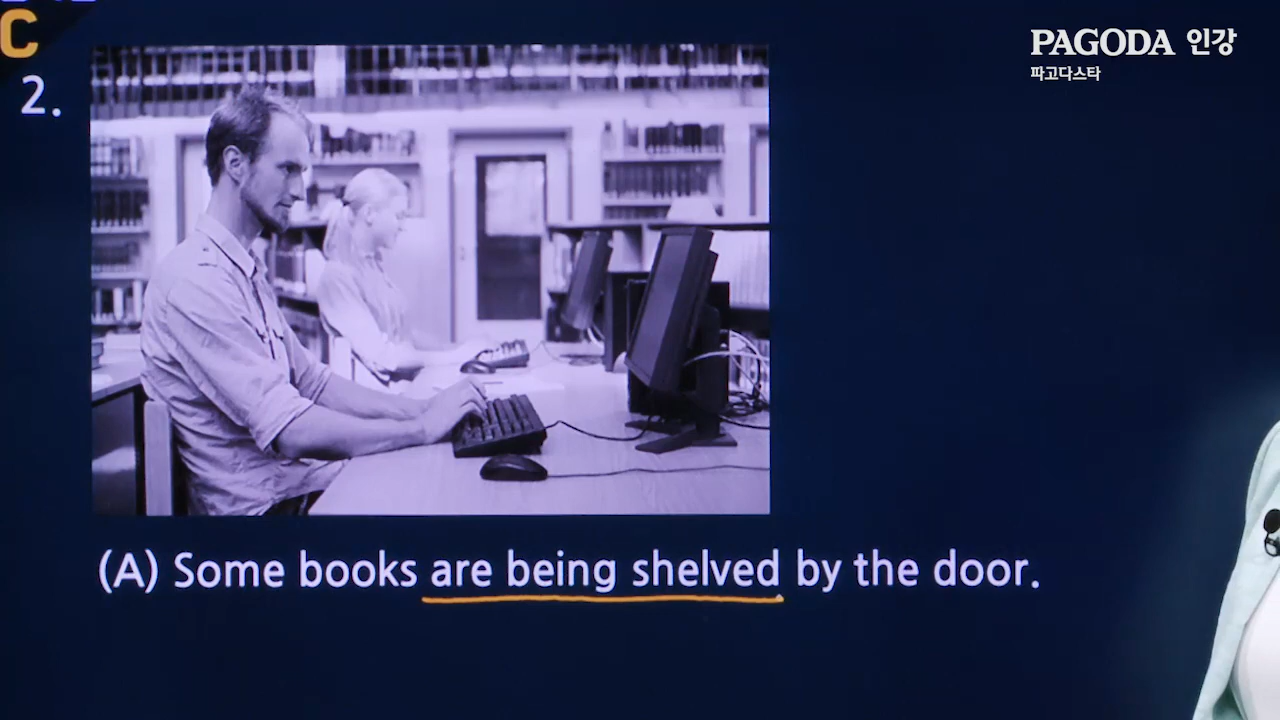 PAGODA 인강
파고다스타
C
2.
(A) Some books are being shelved by the door.